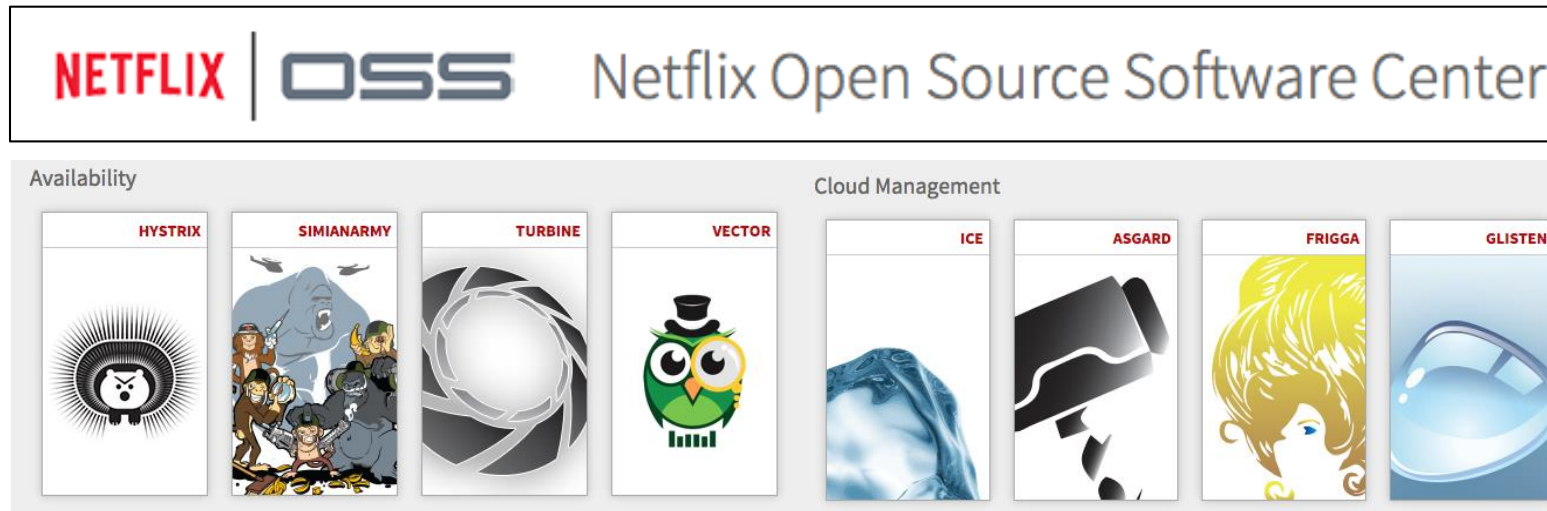 NETFLIX OSS Netflix Open Source Software Center
Availability
HYSTRIX SIMIANARMY TURBINE VECTOR
Cloud Management
ICE ASGARD FRIGGA GLISTEN